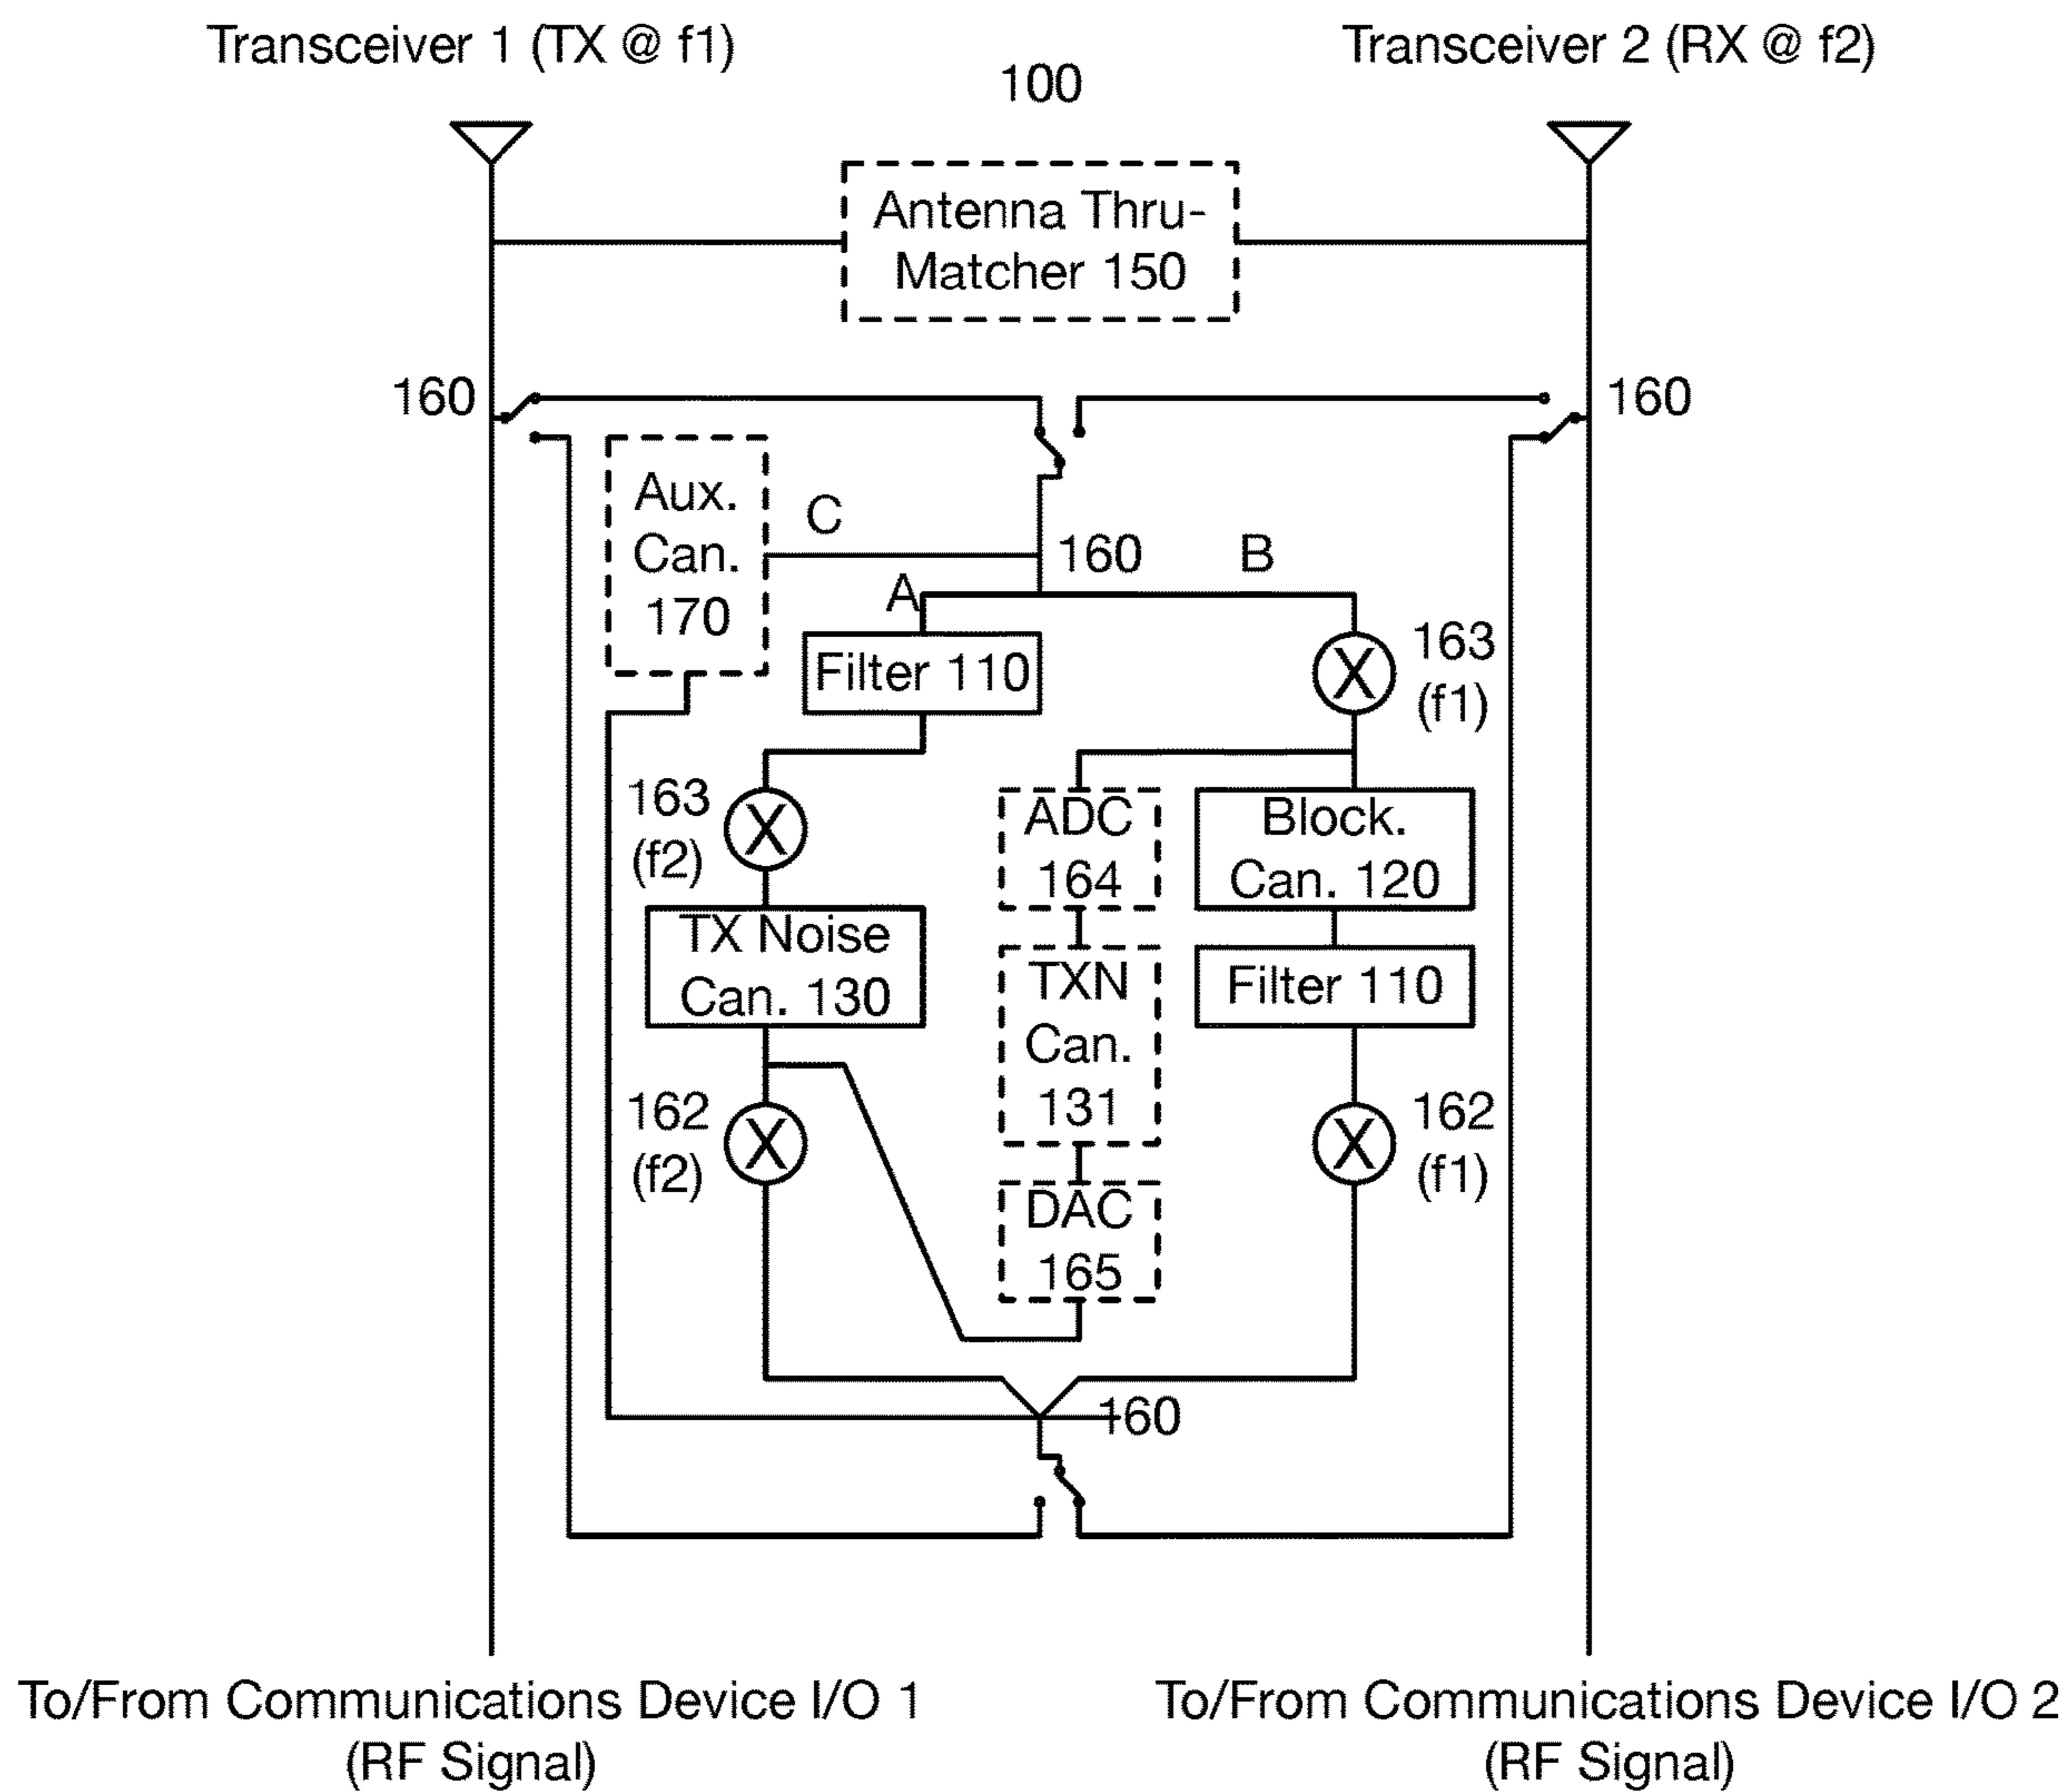 Transceiver 1 (TX @ f1)
Transceiver 2 (RX @ f2)
100
Antenna Thru-
Matcher 150
160
160
Aux.
Can.
170
C
160
B
A
Filter 110
163
(f1)
163
(f2)
ADC
164
Block.
Can. 120
TX Noise
Can. 130
TXN
Can.
131
Filter 110
162
(f2)
162
(f1)
DAC
165
160
To/From Communications Device I/O 1
(RF Signal)
To/From Communications Device I/O 2
(RF Signal)
X
X
X
X